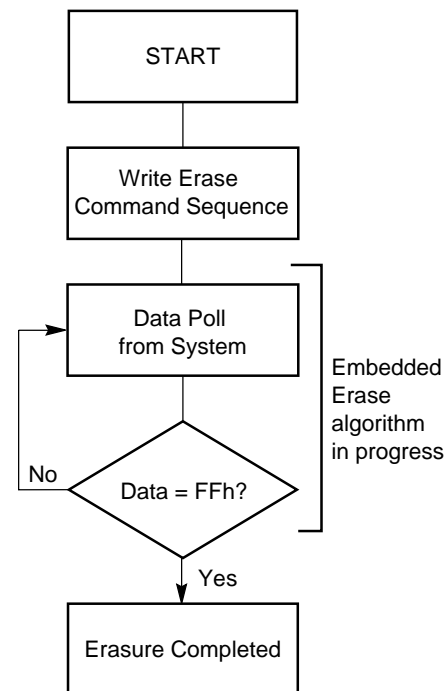 START
Write Erase
Command Sequence
Data Poll
from System
Embedded
Erase
algorithm
in progress
No
Data = FFh?
Yes
Erasure Completed